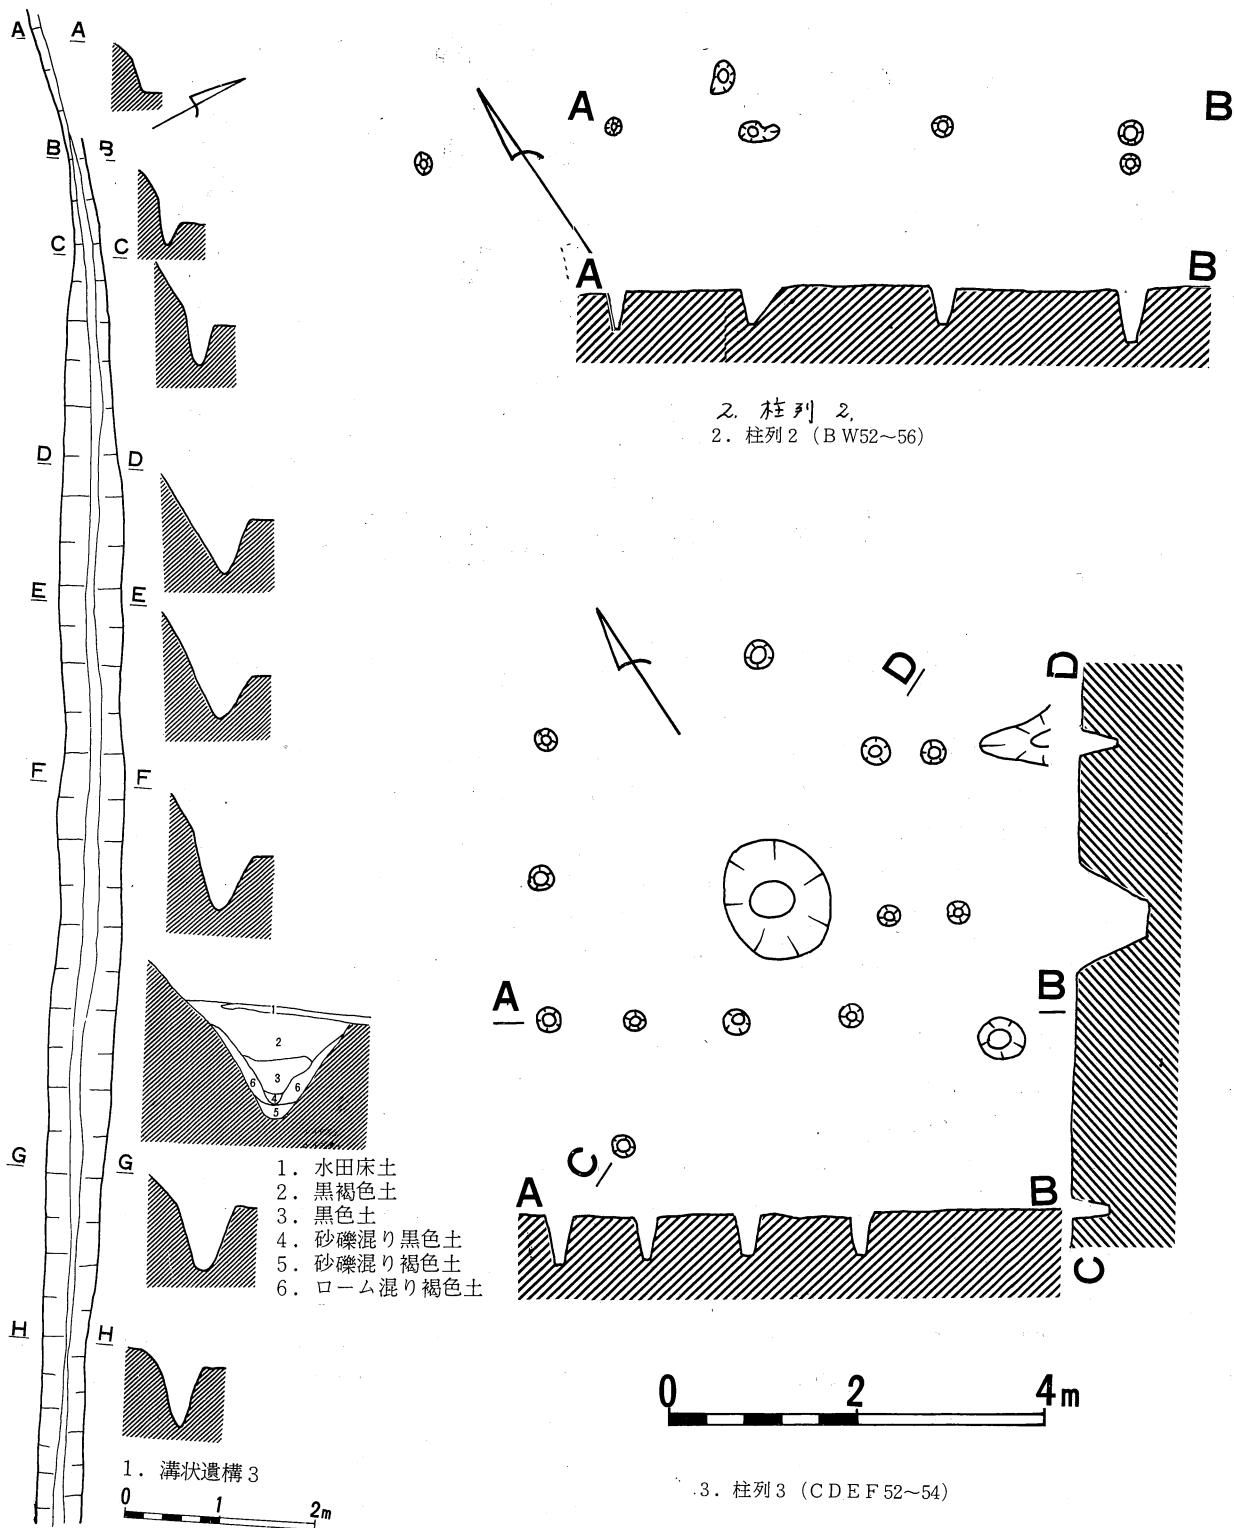 A A
B B
C C
D D
E E
F F
1
2
3
6 6
4
5
G G
1. 水田床土
2. 黒褐色土
3. 黒色土
4. 砂礫混り黒色土
5. 砂礫混り褐色土
6. ローム混り褐色土
H H
1. 溝状遺構3
0 1 2m
A B
A B
2. 柱列 2.
2. 柱列2 (BW52~56)
D D
A B
C
A B
C
0 2 4m
3. 柱列3 (CDEF52~54)